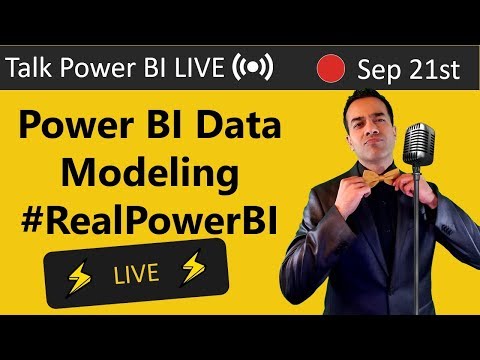 Talk Power BI LIVE
Sep 21st
Power BI Data
Modeling
#RealPowerBI
LIVE